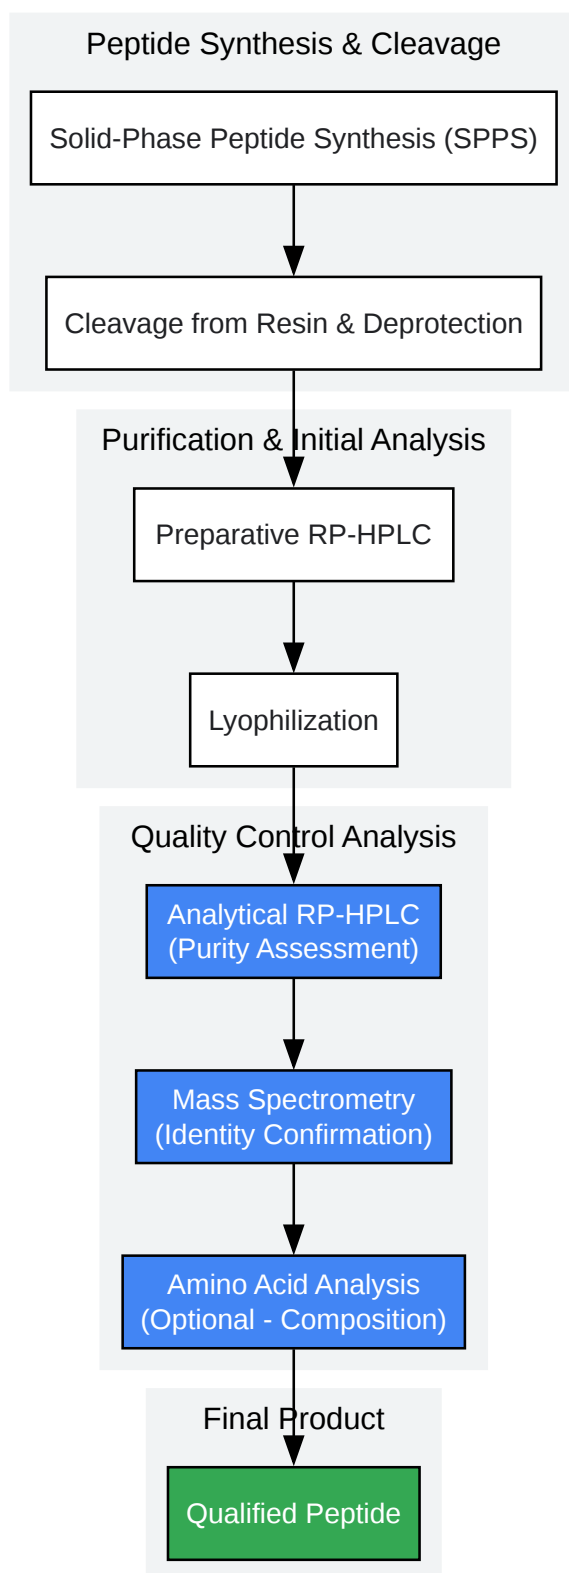 Peptide Synthesis & Cleavage
Solid-Phase Peptide Synthesis (SPPS)
Cleavage from Resin & Deprotection
Purification & Initial Analysis
Preparative RP-HPLC
Lyophilization
Quality Control Analysis
Analytical RP-HPLC
(Purity Assessment)
Mass Spectrometry
(Identity Confirmation)
Amino Acid Analysis
(Optional - Composition)
Final Product
Qualified Peptide